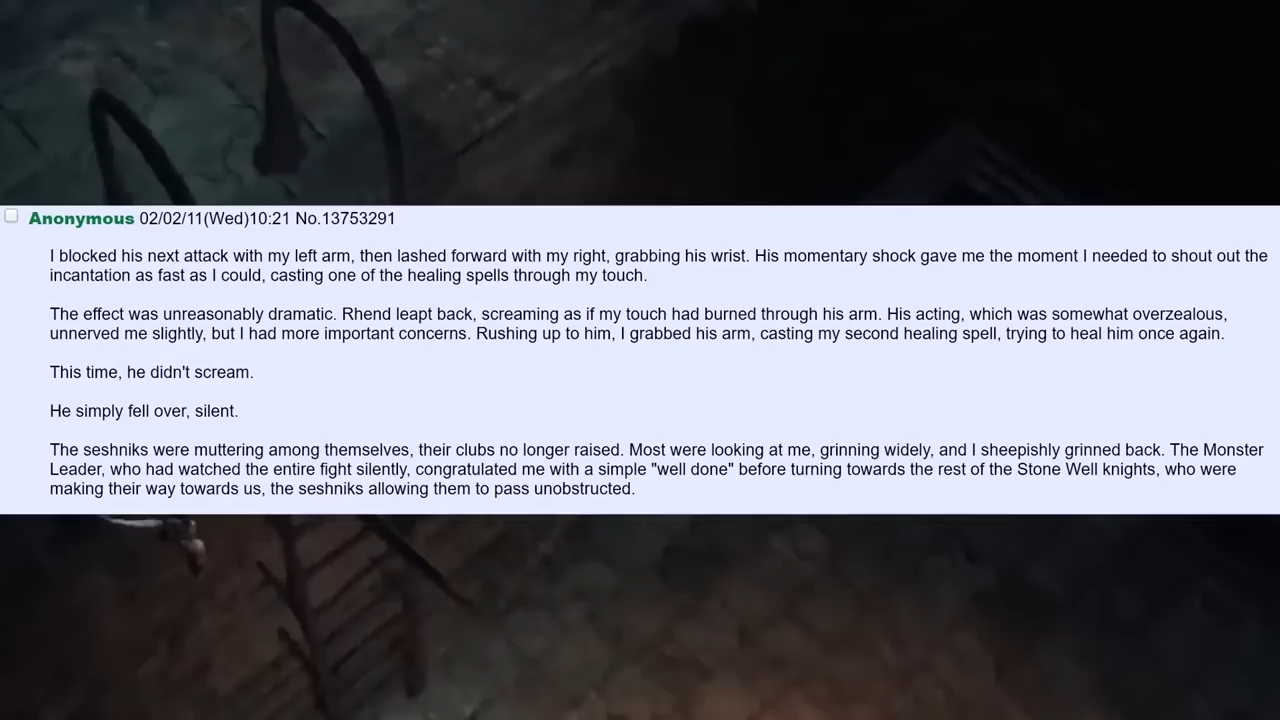 Anonymous 02/02/11(Wed)10:21 No.13753291
I blocked his next attack with my left arm, then lashed forward with my right, grabbing his wrist. His momentary shock gave me the moment I needed to shout out the
incantation as fast as I could, casting one of the healing spells through my touch.
The effect was unreasonably dramatic. Rhend leapt back, screaming as if my touch had burned through his arm. His acting, which was somewhat overzealous,
unnerved me slightly, but I had more important concerns. Rushing up to him, I grabbed his arm, casting my second healing spell, trying to heal him once again.
This time, he didn't scream.
He simply fell over, silent.
The seshniks were muttering among themselves, their clubs no longer raised. Most were looking at me, grinning widely, and I sheepishly grinned back. The Monster
Leader, who had watched the entire fight silently, congratulated me with a simple "well done" before turning towards the rest of the Stone Well knights, who were
making their way towards us, the seshniks allowing them to pass unobstructed.